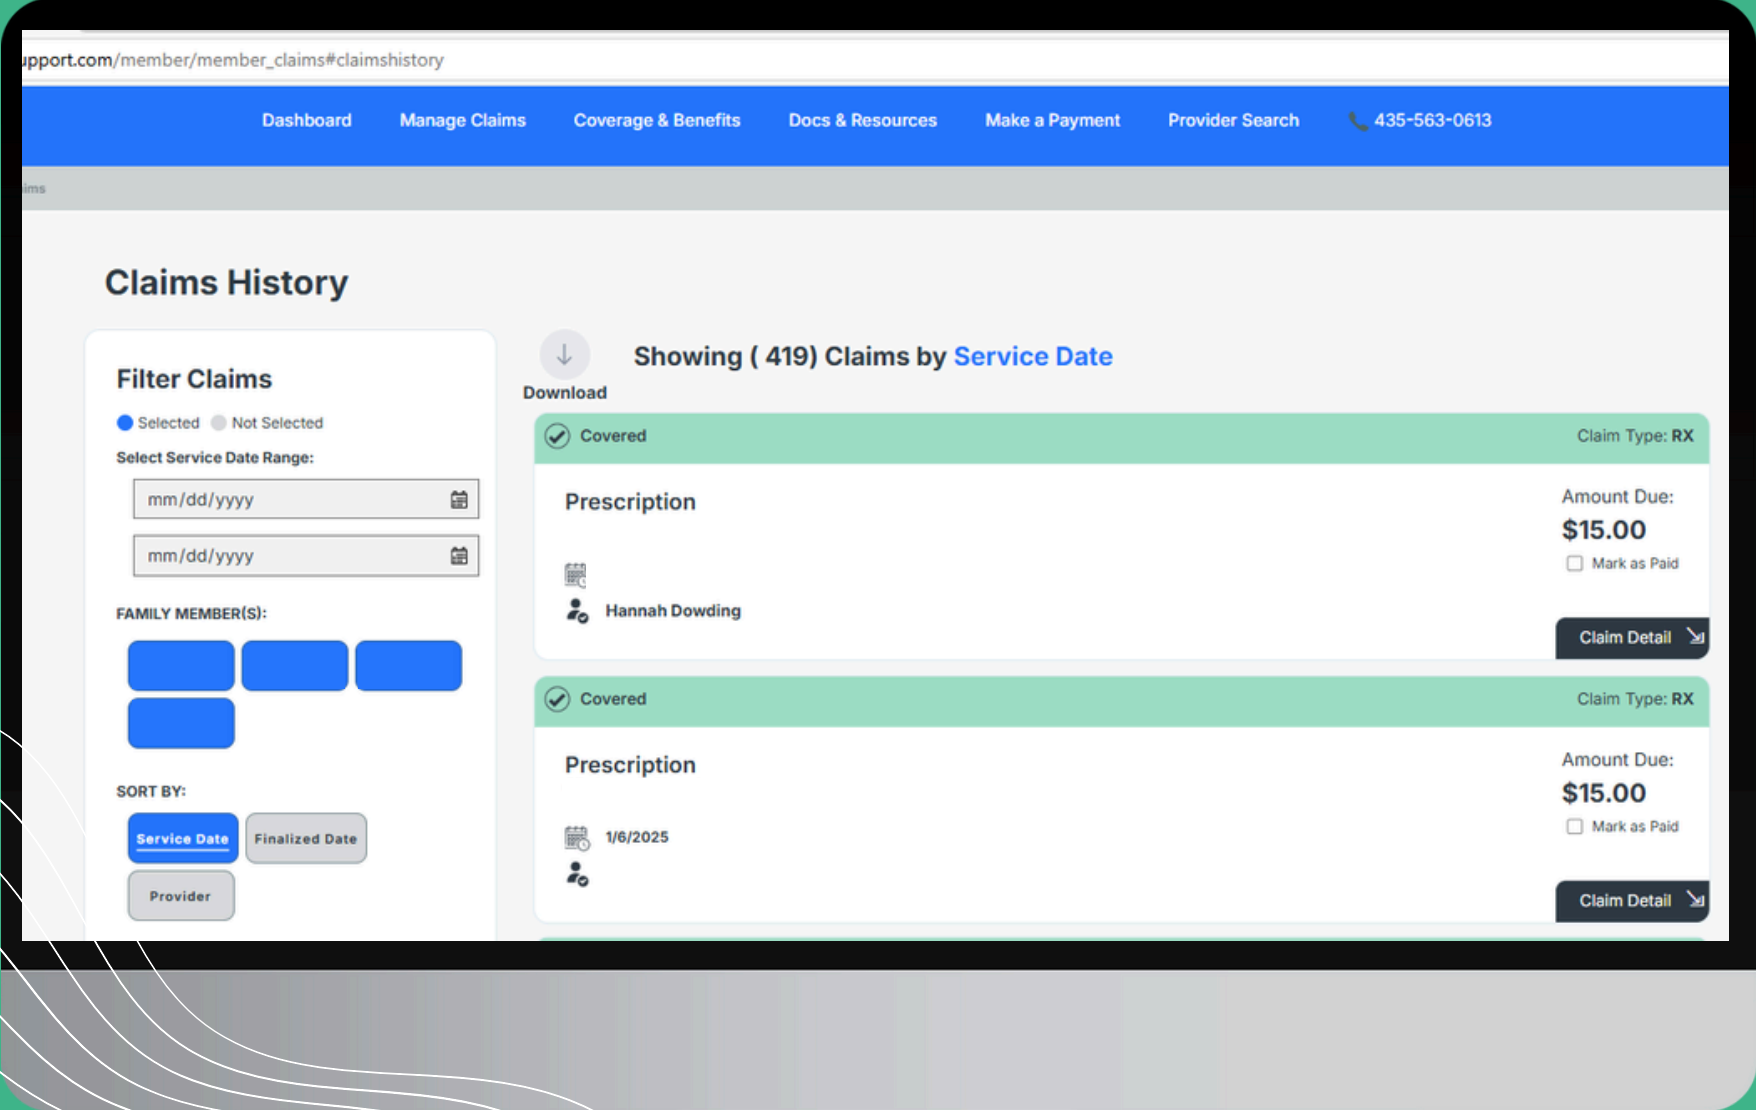 upport.com/member/member_claims#claimshistory
Dashboard Manage Claims Coverage & Benefits Docs & Resources Make a Payment Provider Search 435-563-0613
ims
Claims History
Filter Claims
Selected Not Selected
Select Service Date Range:
mm/dd/yyyy
mm/dd/yyyy
FAMILY MEMBER(S):
SORT BY:
Service Date Finalized Date
Provider
Download
Showing ( 419) Claims by Service Date
Covered Claim Type: RX
Prescription
Amount Due:
$15.00
Mark as Paid
Hannah Dowding
Claim Detail
Covered Claim Type: RX
Prescription
Amount Due:
$15.00
Mark as Paid
1/6/2025
Claim Detail